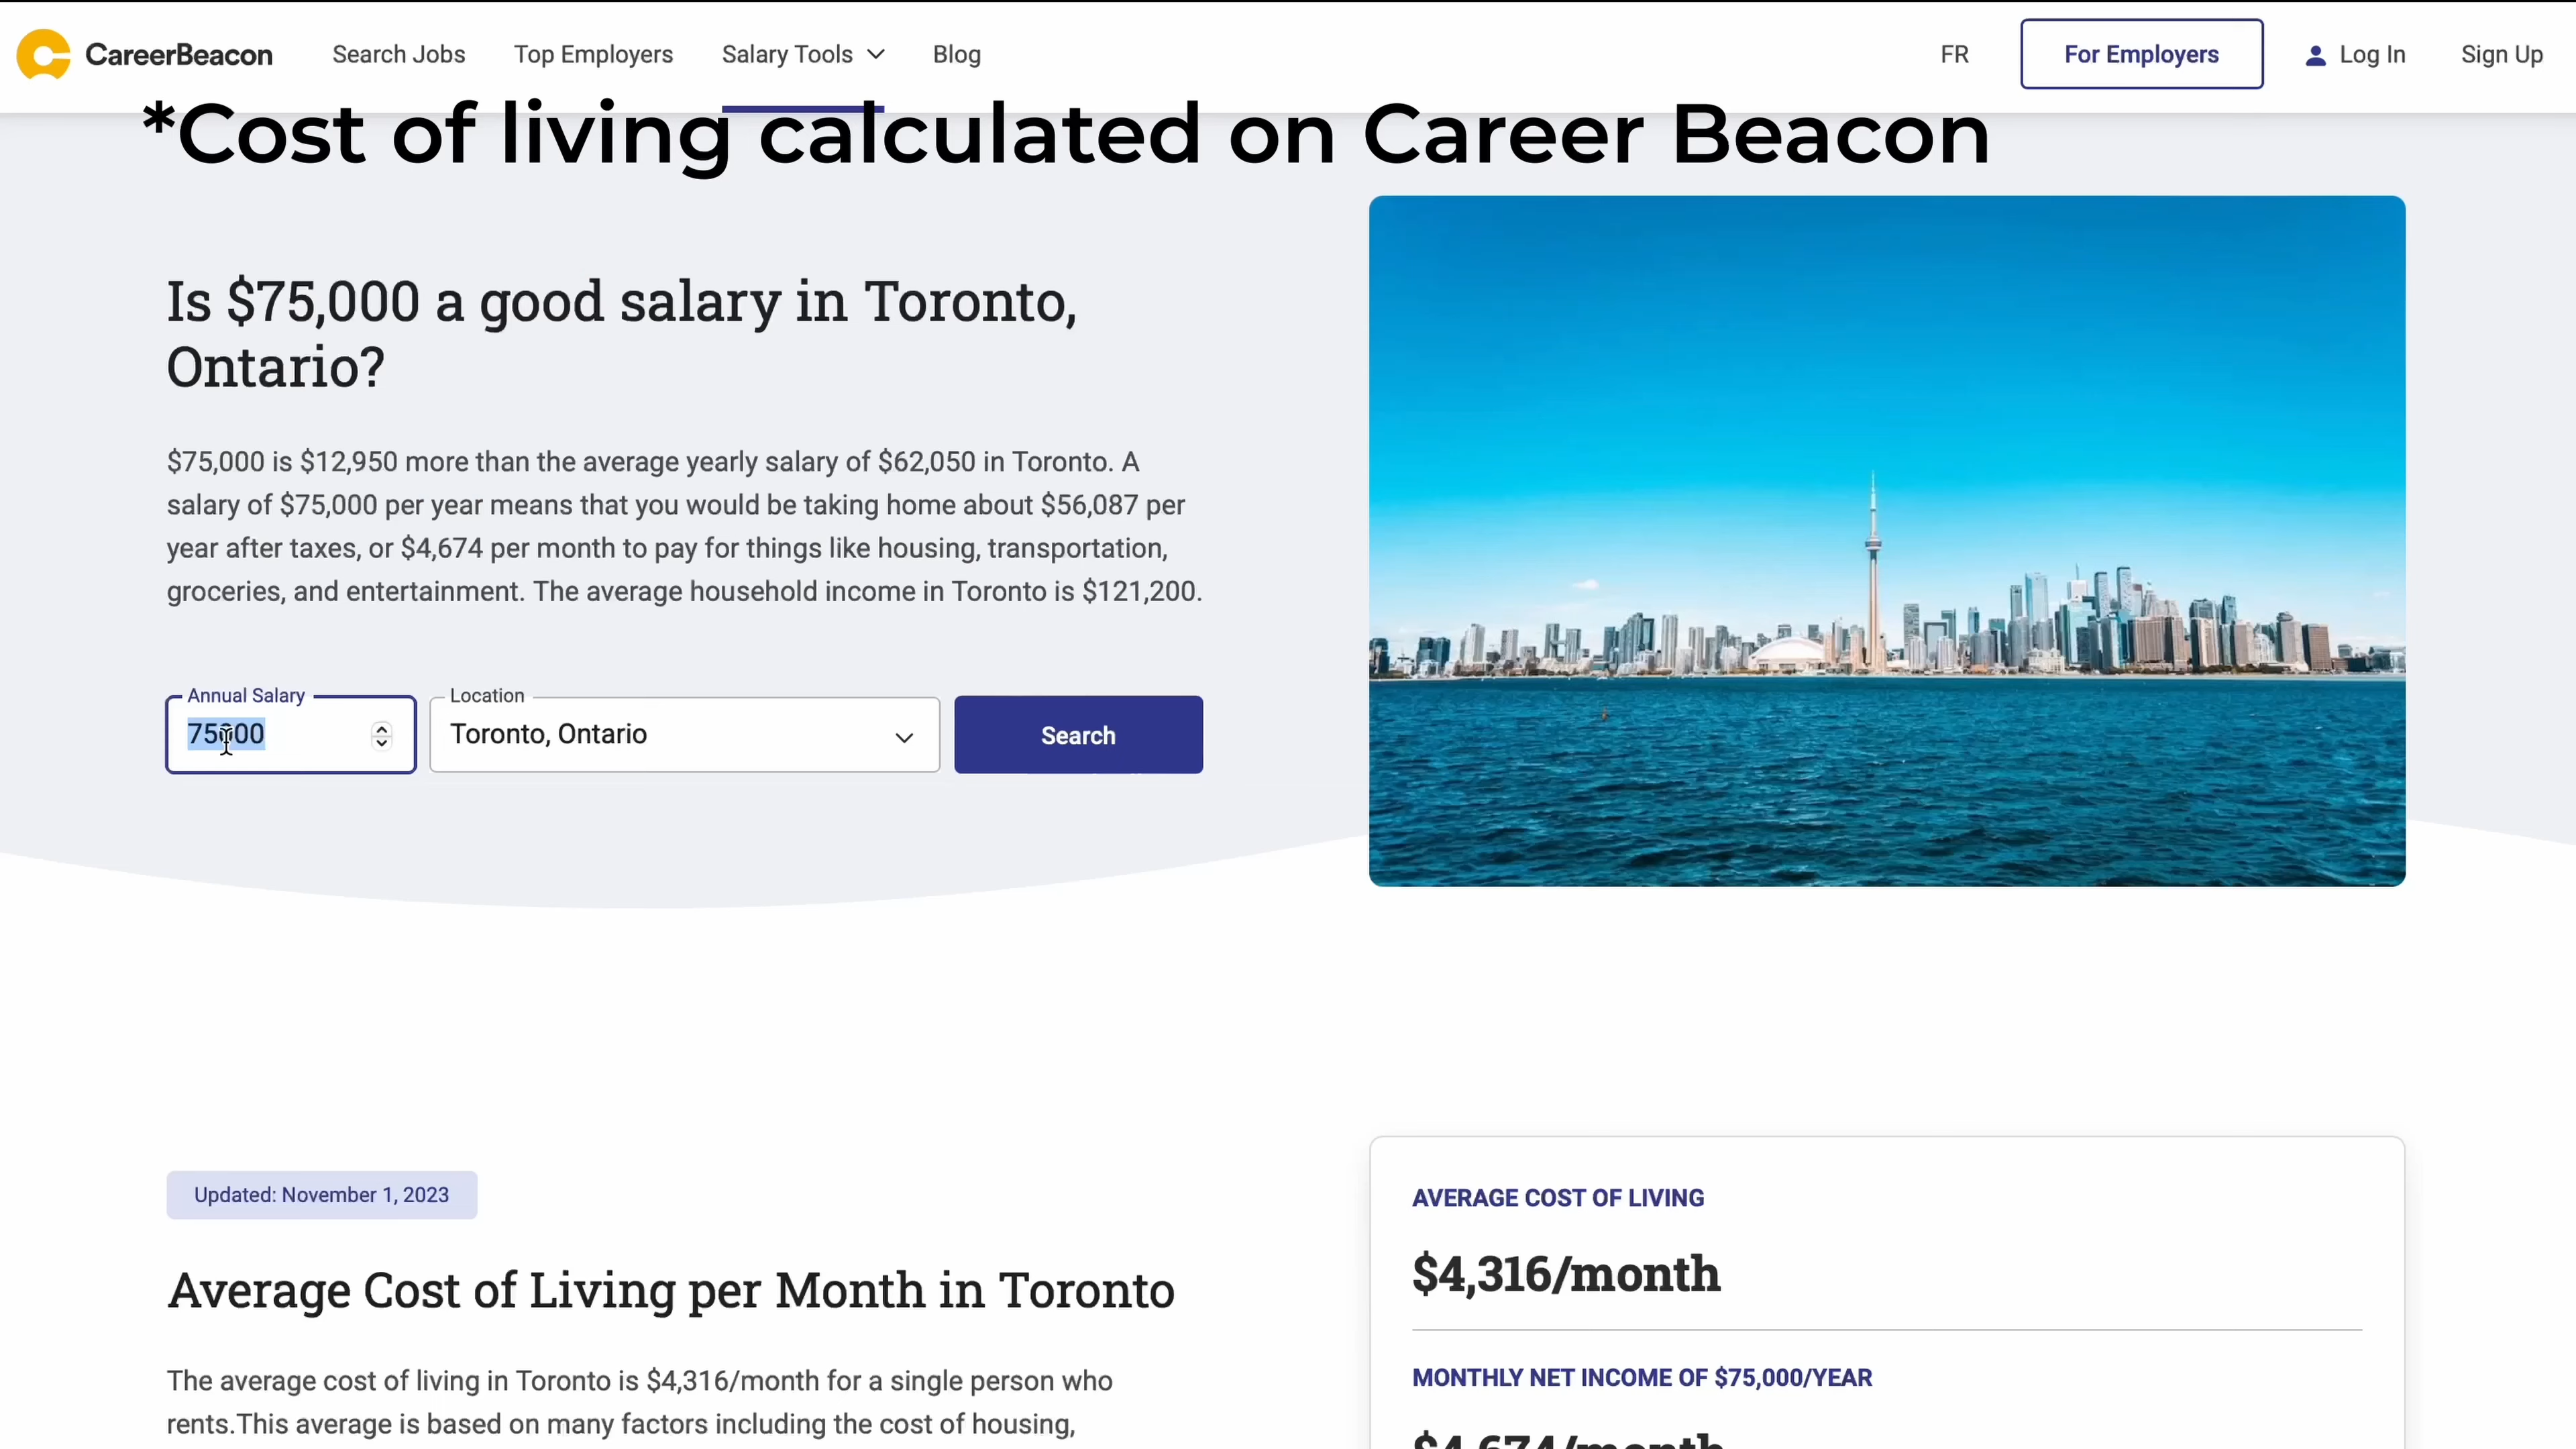 CareerBeacon
Search Jobs
Top Employers
Salary Tools
Blog
FR
For Employers
Log In
Sign Up
*Cost of living calculated on Career Beacon
Is $75,000 a good salary in Toronto,
Ontario?
$75,000 is $12,950 more than the average yearly salary of $62,050 in Toronto. A
salary of $75,000 per year means that you would be taking home about $56,087 per
year after taxes, or $4,674 per month to pay for things like housing, transportation,
groceries, and entertainment. The average household income in Toronto is $121,200.
Annual Salary
75000
Location
Toronto, Ontario
Search
Updated: November 1, 2023
Average Cost of Living per Month in Toronto
The average cost of living in Toronto is $4,316/month for a single person who
rents.This average is based on many factors including the cost of housing,
AVERAGE COST OF LIVING
$4,316/month
MONTHLY NET INCOME OF $75,000/YEAR
$4,674/month